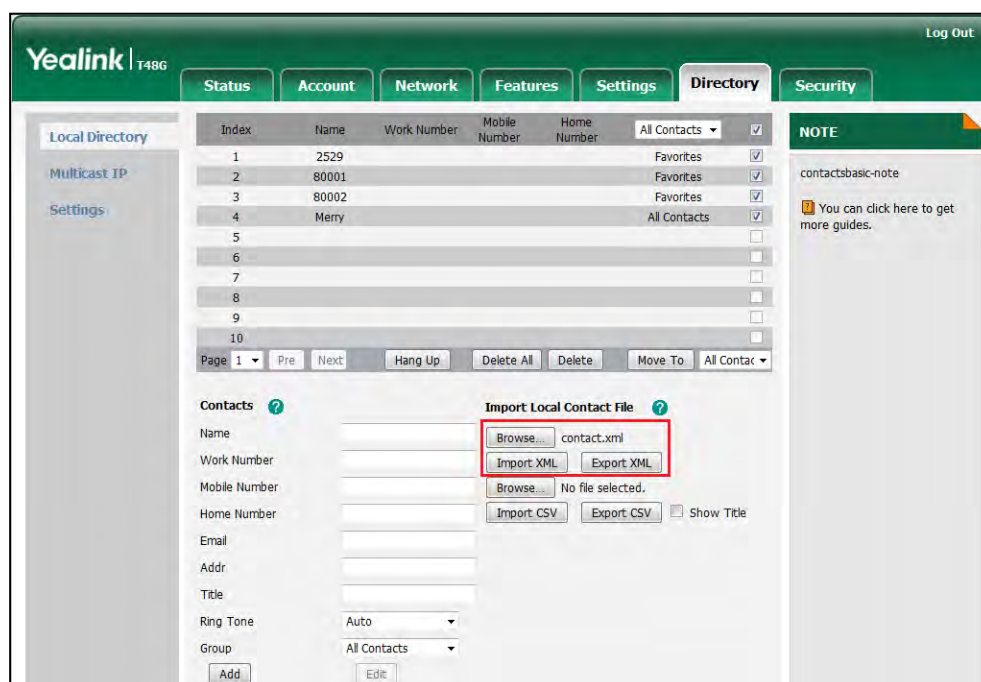 Log Out
Yealink | T48G
Status Account Network Features Settings Directory Security
Local Directory
Multicast IP
Settings
Index Name Work Number Mobile Number Home Number All Contacts
1 2529 Favorites
2 80001 Favorites
3 80002 Favorites
4 Merry All Contacts
5
6
7
8
9
10
Page 1 Pre Next Hang Up Delete All Delete Move To All Contac
NOTE
contactsbasic-note
You can click here to get
more guides.
Contacts ?
Name
Work Number
Mobile Number
Home Number
Email
Addr
Title
Ring Tone Auto
Group All Contacts
Add Edit
Import Local Contact File ?
Browse... contact.xml
Import XML Export XML
Browse... No file selected.
Import CSV Export CSV Show Title